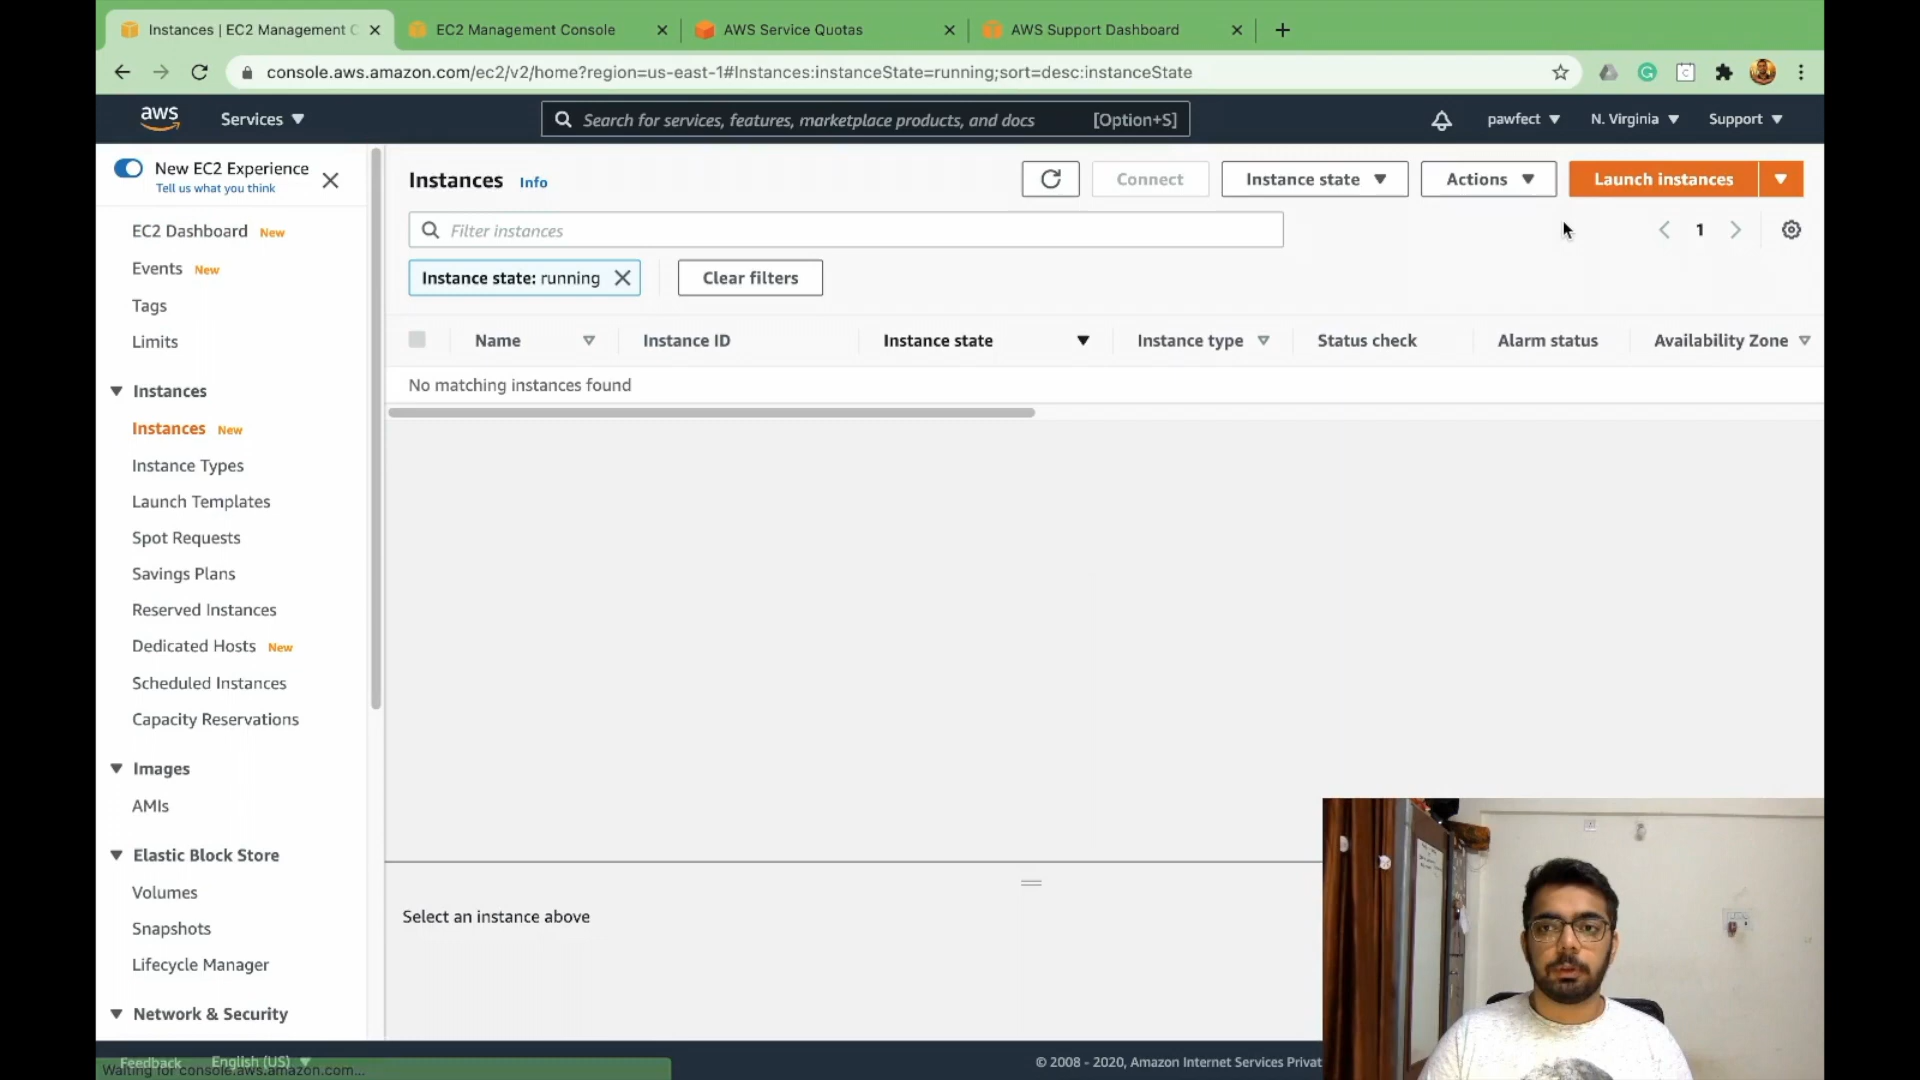 Instances | EC2 Management C
EC2 Management Console
AWS Service Quotas
AWS Support Dashboard
console.aws.amazon.com/ec2/v2/home?region=us-east-1#Instances:instanceState=running;sort=desc:instanceState
aws
Services
Search for services, features, marketplace products, and docs
[Option+S]
pawfect
N. Virginia
Support
New EC2 Experience
Tell us what you think
EC2 Dashboard New
Events New
Tags
Limits
Instances
Instances New
Instance Types
Launch Templates
Spot Requests
Savings Plans
Reserved Instances
Dedicated Hosts New
Scheduled Instances
Capacity Reservations
Images
AMIs
Elastic Block Store
Volumes
Snapshots
Lifecycle Manager
Network & Security
Instances Info
Connect
Instance state
Actions
Launch instances
Filter instances
1
Instance state: running
Clear filters
Name
Instance ID
Instance state
Instance type
Status check
Alarm status
Availability Zone
No matching instances found
Select an instance above
Feedback
English (US)
Waiting for console.aws.amazon.com...
© 2008 - 2020, Amazon Internet Services Privat